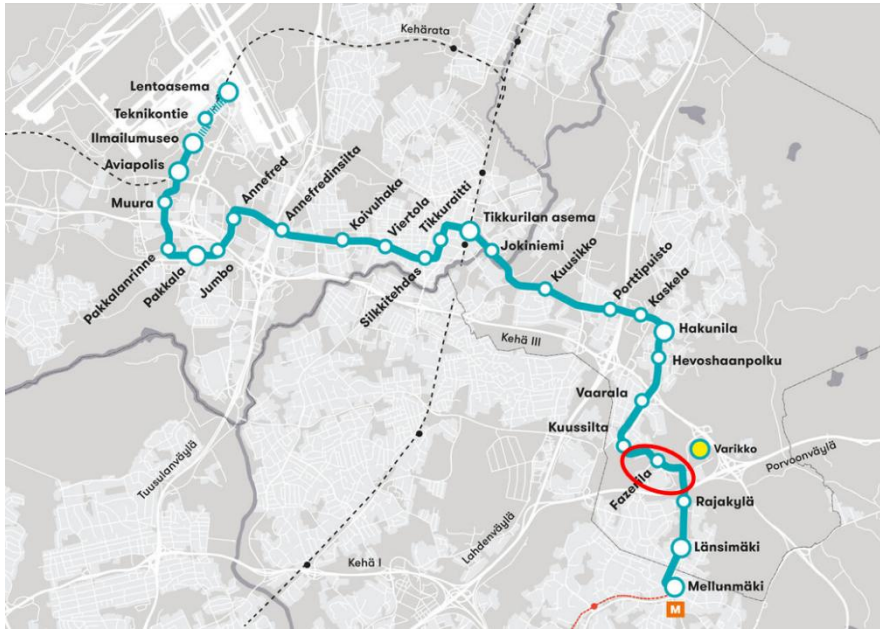 Kehärata
Lentoasema
Teknikontie
Ilmailumuseo
Aviapolis
Muura
Pakkalanrinne
Pakkala
Jumbo
Annefred
Annefredinsilta
Koivuhaka
Viertola
Silkkitehdas
Tikkuraitti
Tikkurilan asema
Jokiniemi
Kuusikko
Porttipuisto
Kaskela
Hakunila
Hevoshaanpolku
Kehä III
Vaarala
Kuussilta
Varikko
Fazerila
Porvoonväylä
Rajakylä
Länsimäki
Mellunmäki
M
Tuusulanväylä
Lahdenväylä
Kehä I